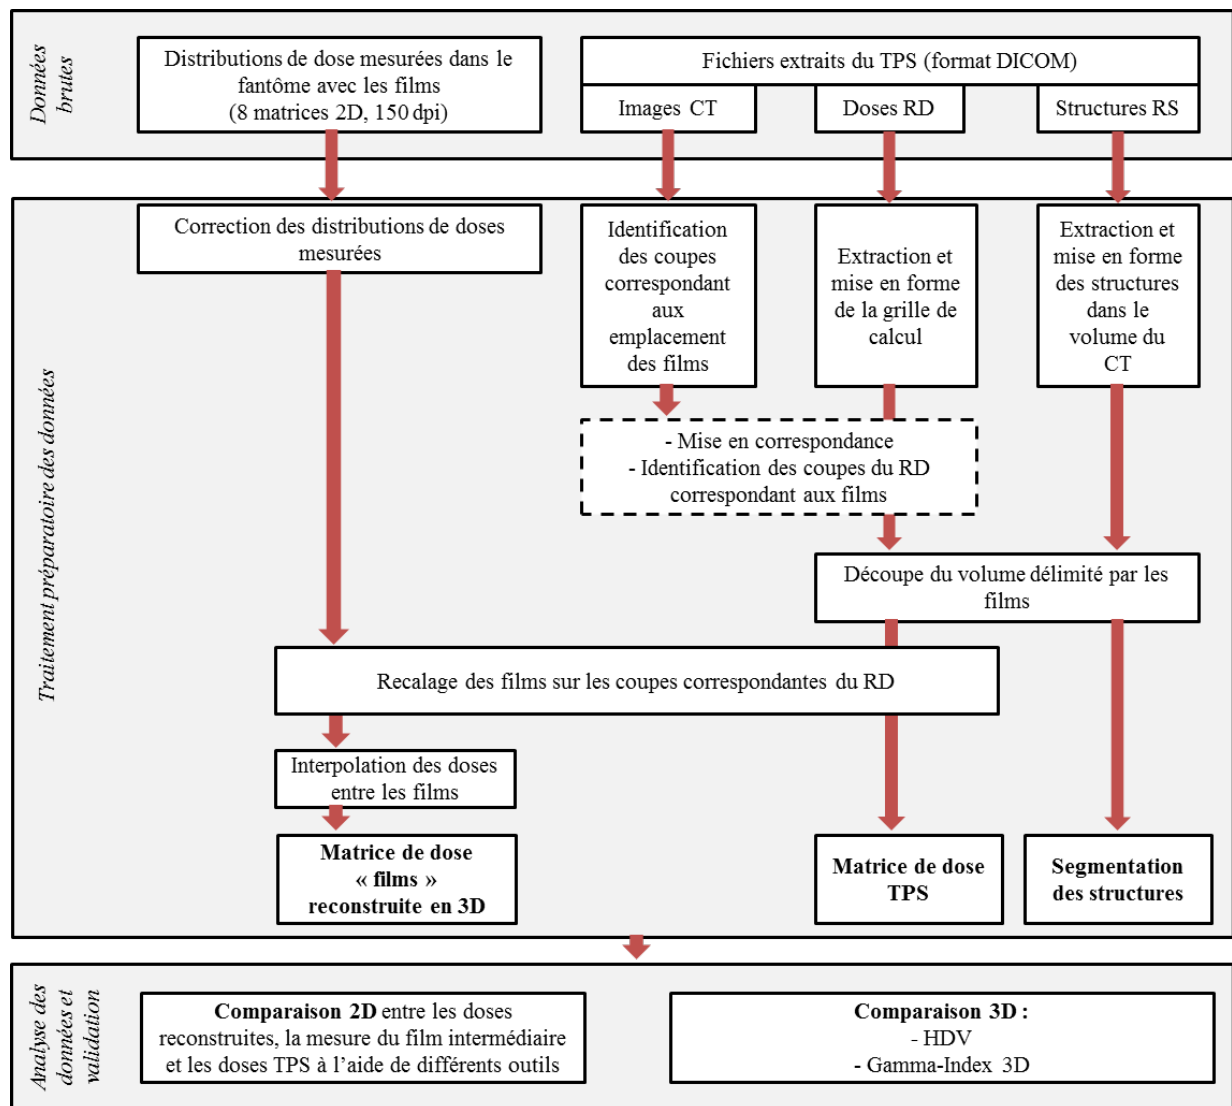 Données
brutes
Distributions de dose mesurées dans le
fantôme avec les films
(8 matrices 2D, 150 dpi)
Fichiers extraits du TPS (format DICOM)
Images CT
Doses RD
Structures RS
Traitement préparatoire des données
Correction des distributions de doses
mesurées
Identification
des coupes
correspondant
aux
emplacement
des films
Extraction et
mise en forme
de la grille de
calcul
Extraction et
mise en forme
des structures
dans le
volume du
CT
- Mise en correspondance
- Identification des coupes du RD
correspondant aux films
Découpe du volume délimité par les
films
Recalage des films sur les coupes correspondantes du RD
Interpolation des doses
entre les films
Matrice de dose
« films »
reconstruite en 3D
Matrice de dose
TPS
Segmentation
des structures
Analyse des
données et
validation
Comparaison 2D entre les doses
reconstruites, la mesure du film intermédiaire
et les doses TPS à l'aide de différents outils
Comparaison 3D :
- HDV
- Gamma-Index 3D